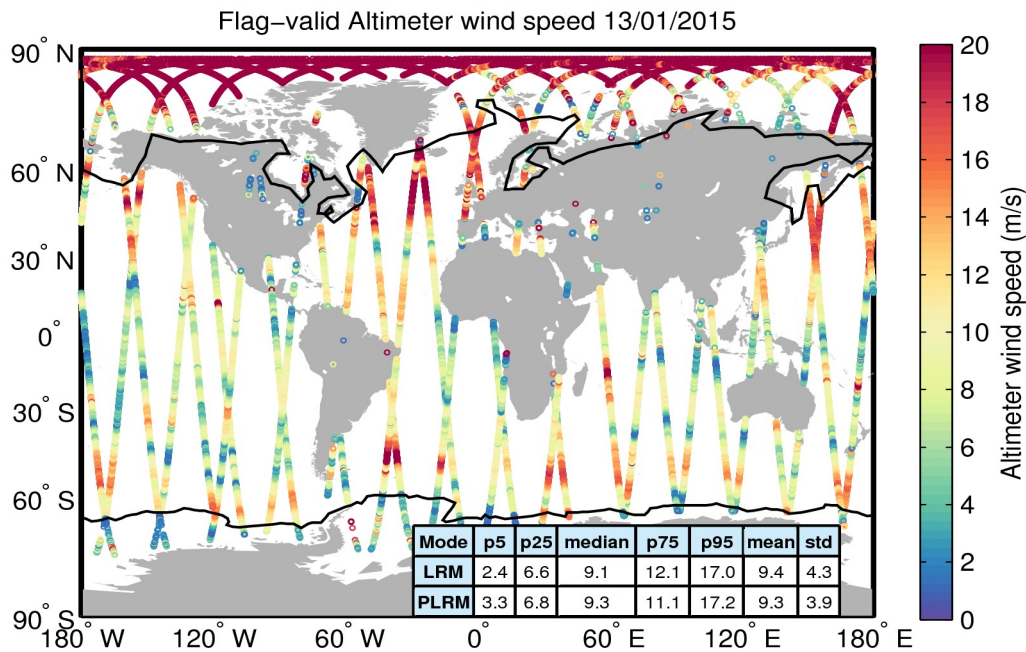 Flag−valid Altimeter wind speed 13/01/2015
90° N
60° N
30° N
0°
30° S
60° S
90° S
180° W
120° W
60° W
0°
60° E
120° E
180° E
Mode p5 p25 median p75 p95 mean std
LRM 2.4 6.6 9.1 12.1 17.0 9.4 4.3
PLRM 3.3 6.8 9.3 11.1 17.2 9.3 3.9
20
18
16
14
12
10
8
6
4
2
0
Altimeter wind speed (m/s)